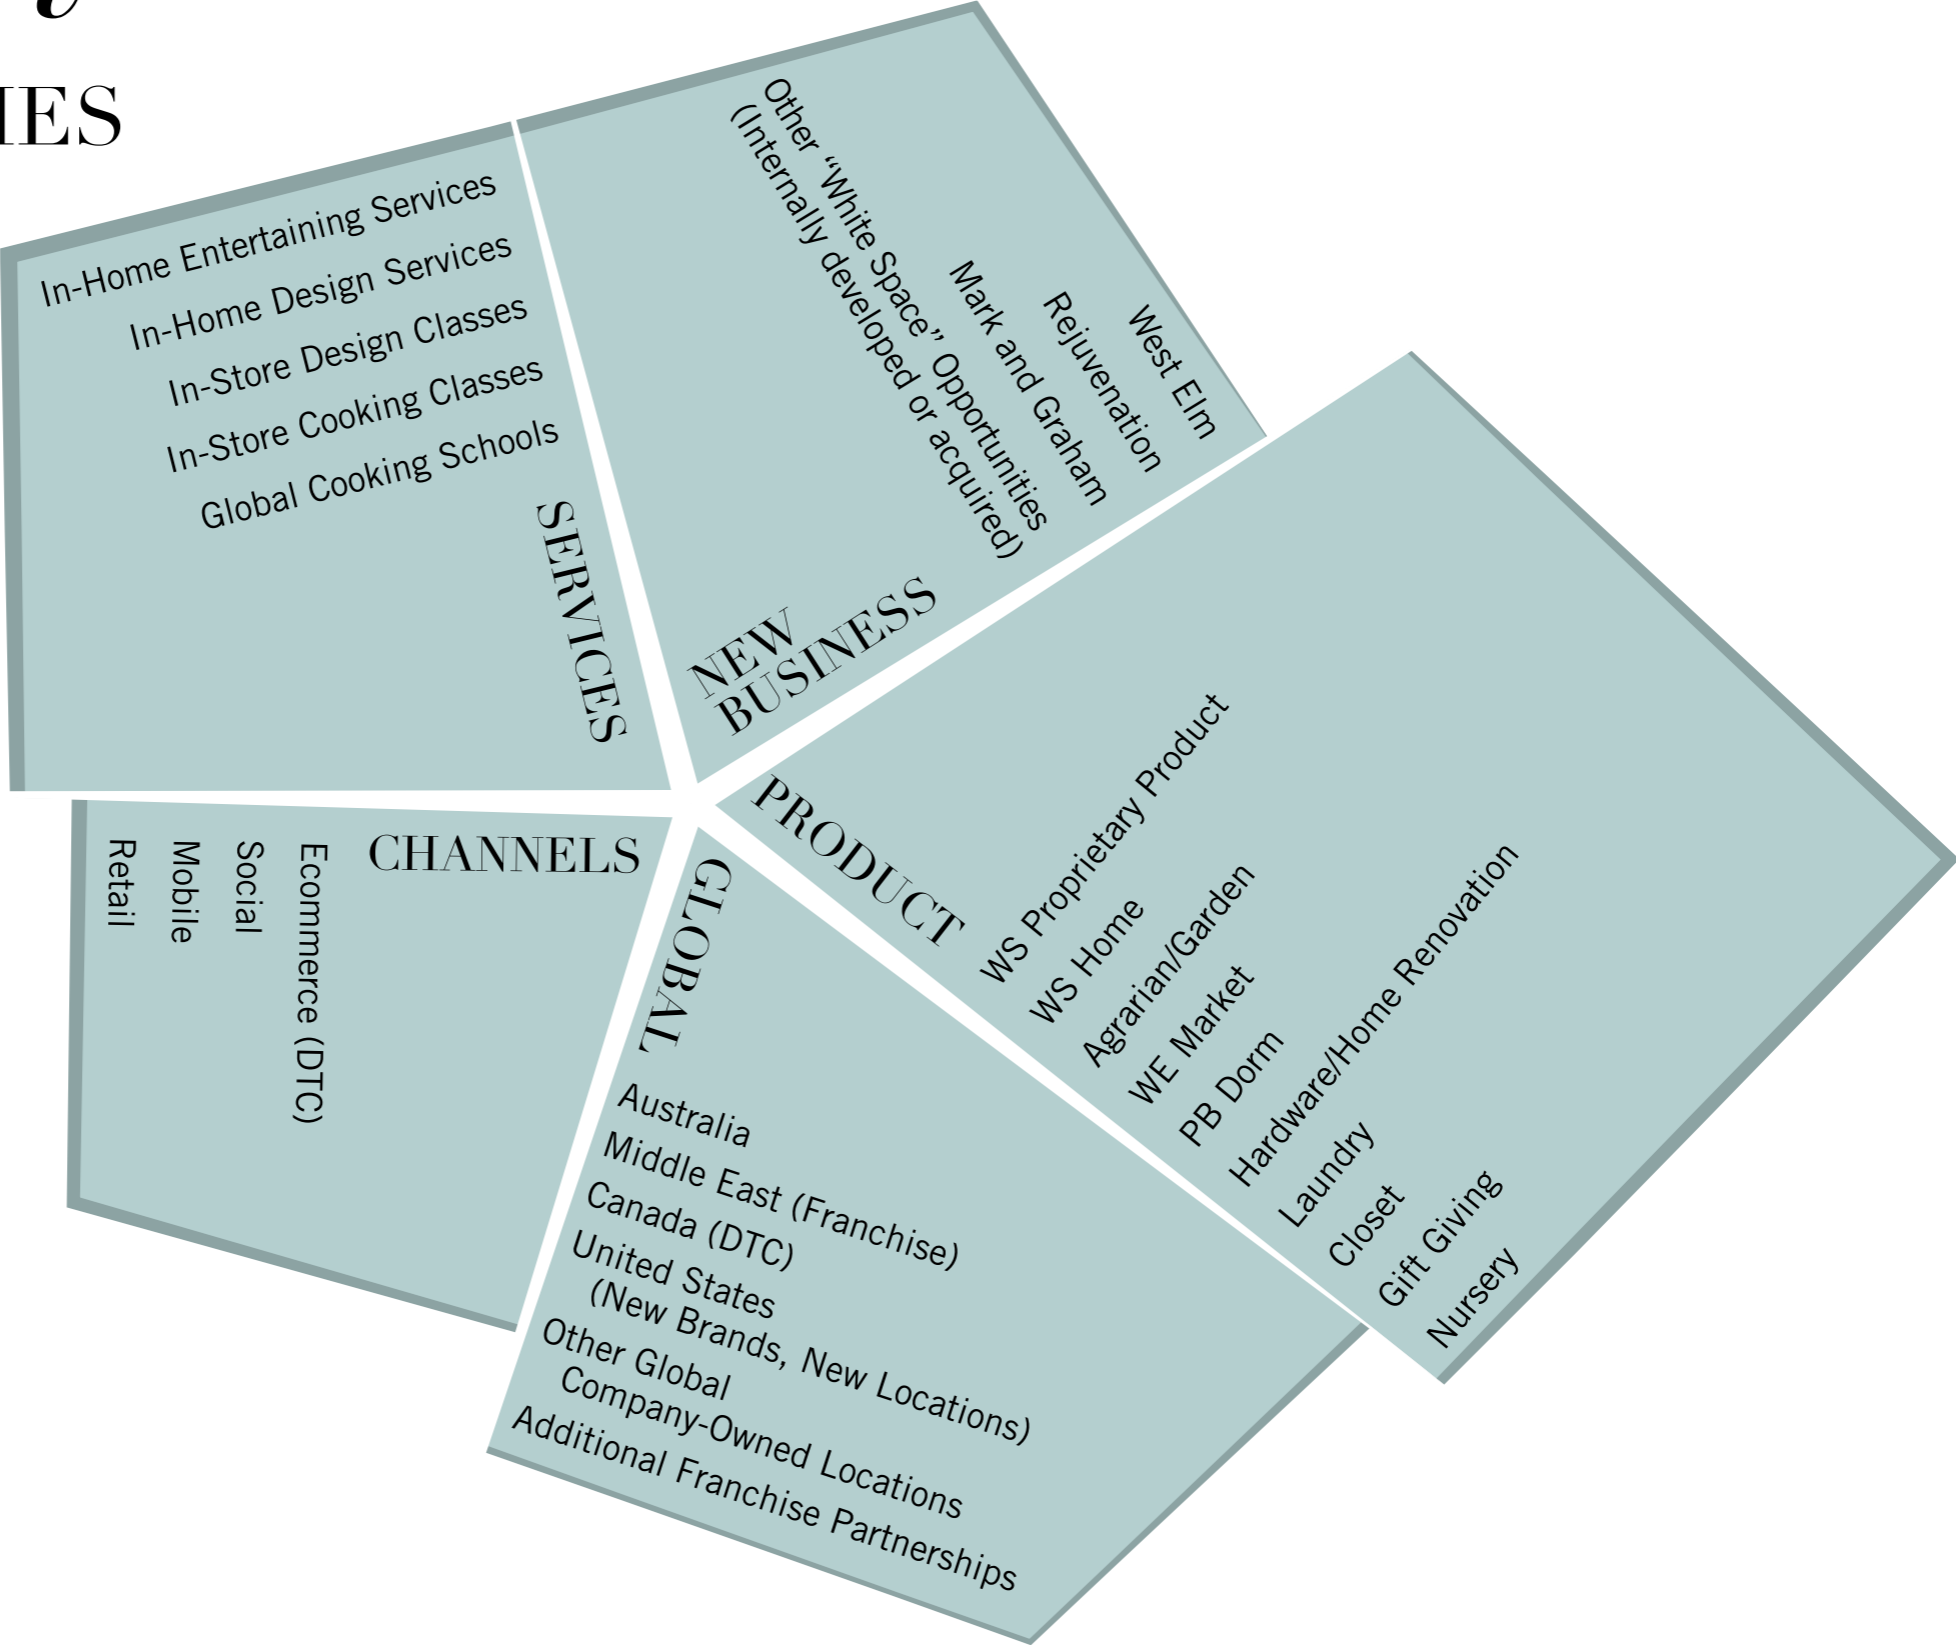 IES
In-Home Entertaining Services
In-Home Design Services
In-Store Design Classes
In-Store Cooking Classes
Global Cooking Schools
SERVICES
Other “White Space” Opportunities
(Internally developed or acquired)
Mark and Graham
Rejuvenation
West Elm
NEW
BUSINESS
PRODUCT
WS Proprietary Product
WS Home
Agrarian/Garden
WE Market
PB Dorm
Hardware/Home Renovation
Laundry
Closet
Gift Giving
Nursery
GLOBAL
Australia
Middle East (Franchise)
Canada (DTC)
United States
(New Brands, New Locations)
Other Global
Company-Owned Locations
Additional Franchise Partnerships
CHANNELS
Ecommerce (DTC)
Social
Mobile
Retail